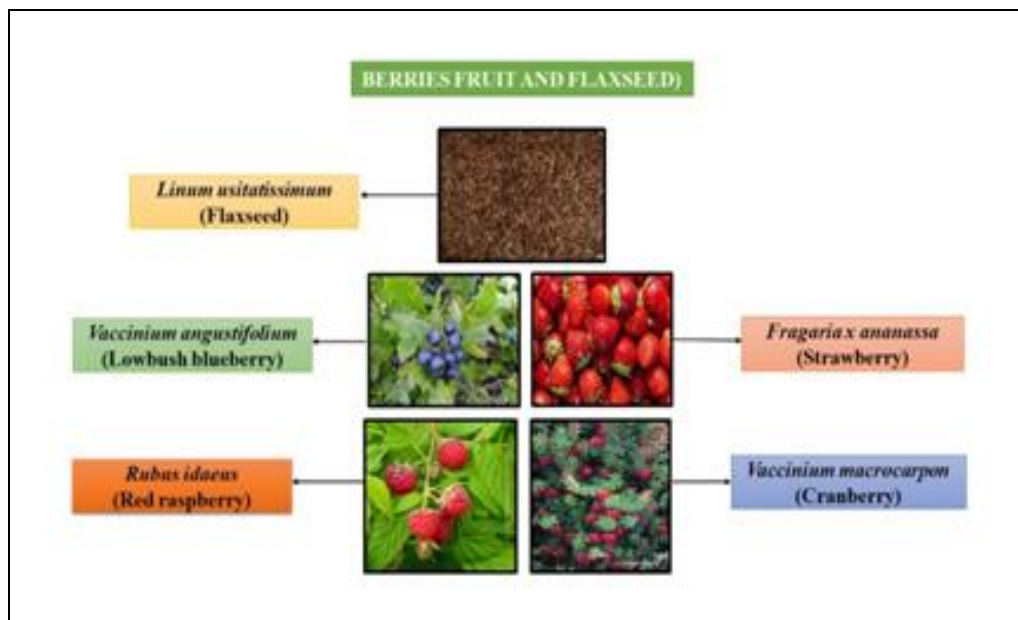 BERRIES FRUIT AND FLAXSEED)
Linum usitatissimum
(Flaxseed)
Vaccinium angustifolium
(Lowbush blueberry)
Fragaria x ananassa
(Strawberry)
Rubus idaeus
(Red raspberry)
Vaccinium macrocarpon
(Cranberry)